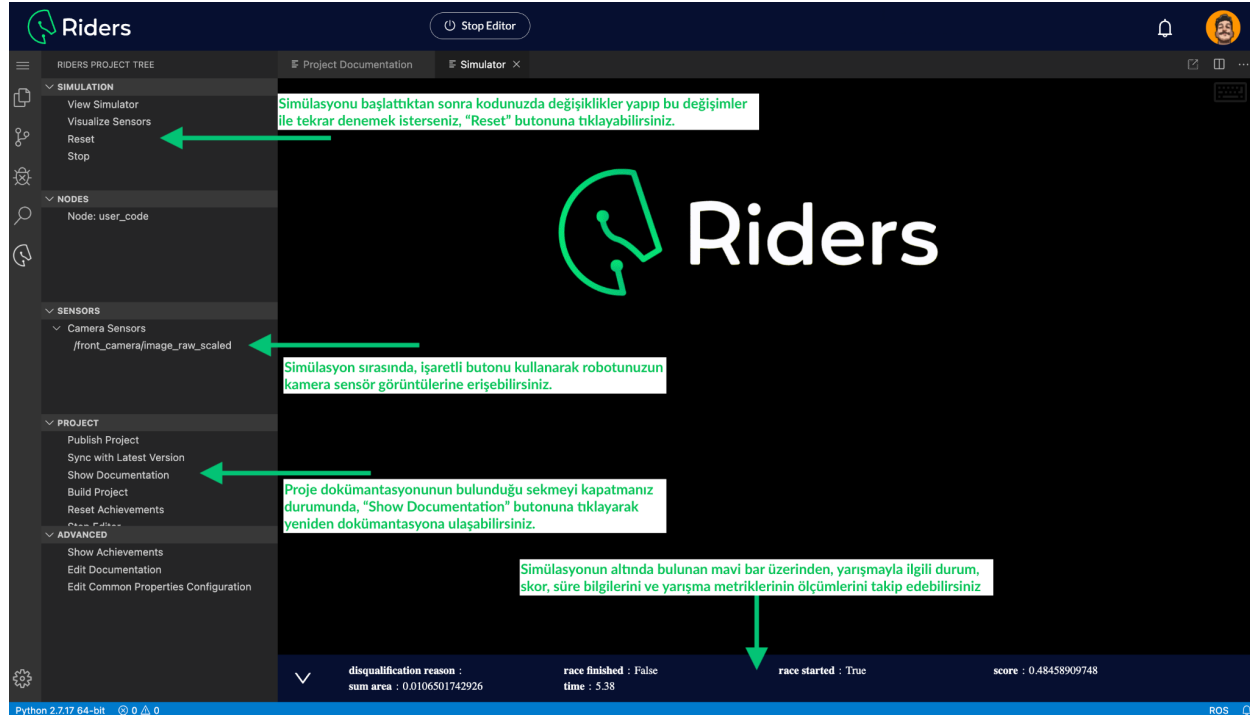 Riders
Stop Editor
RIDERS PROJECT TREE
Project Documentation
Simulator
SIMULATION
View Simulator
Visualize Sensors
Reset
Stop
Simülasyonu başlattıktan sonra kodunuzda değişiklikler yapıp bu değişimler
ile tekrar denemek isterseniz, “Reset” butonuna tıklayabilirsiniz.
NODES
Node: user_code
Riders
SENSORS
Camera Sensors
/front_camera/image_raw_scaled
Simülasyon sırasında, işaretli butonu kullanarak robotunuzun
kamera sensör görüntülerine erişebilirsiniz.
PROJECT
Publish Project
Sync with Latest Version
Show Documentation
Build Project
Reset Achievements
Stop Editor
Proje dokümantasyonunun bulunduğu sekmeyi kapatmanız
durumunda, “Show Documentation” butonuna tıklayarak
yeniden dokümantasyona ulaşabilirsiniz.
ADVANCED
Show Achievements
Edit Documentation
Edit Common Properties Configuration
Simülasyonun altında bulunan mavi bar üzerinden, yarışmayla ilgili durum,
skor, süre bilgilerini ve yarışma metriklerinin ölçümlerini takip edebilirsiniz
disqualification reason :
race finished : False
race started : True
score : 0.48458909748
sum area : 0.0106501742926
time : 5.38
Python 2.7.17 64-bit
0
0
ROS